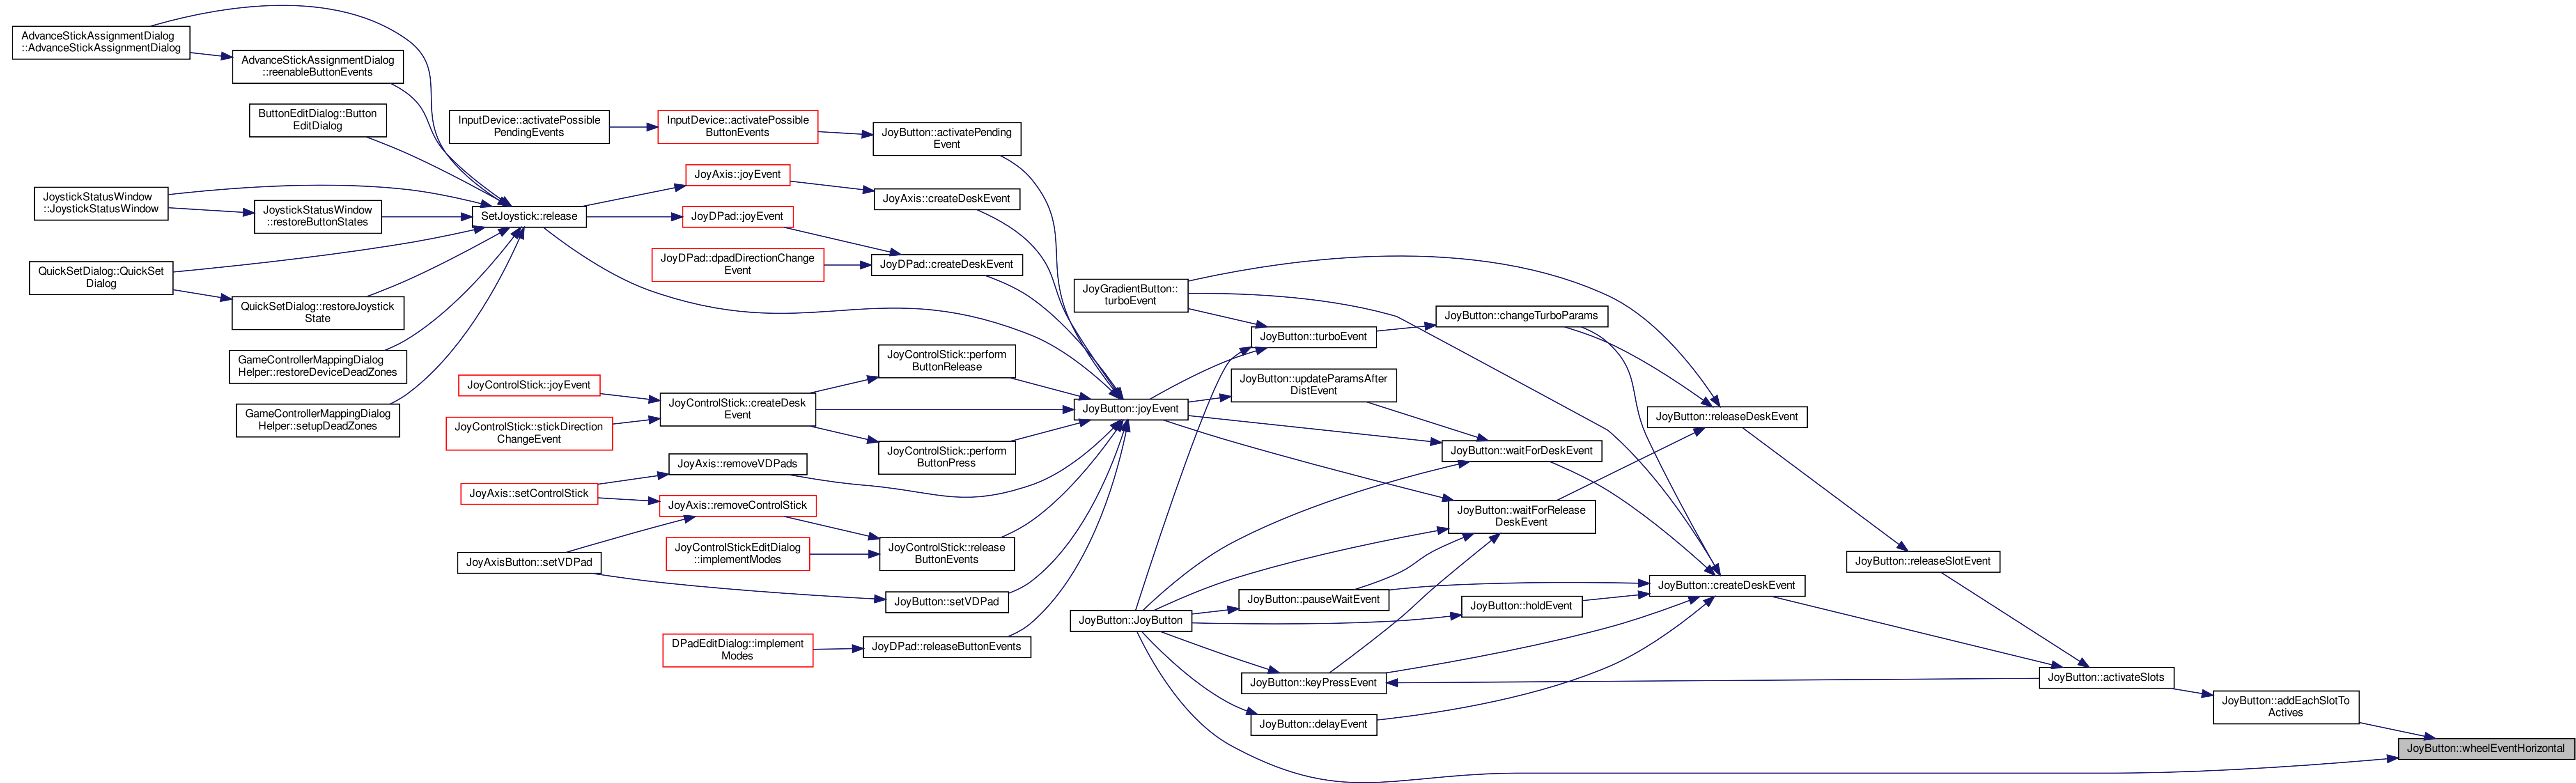 AdvanceStickAssignmentDialog
::AdvanceStickAssignmentDialog
AdvanceStickAssignmentDialog
::reenableButtonEvents
ButtonEditDialog::Button
EditDialog
JoystickStatusWindow
::JoystickStatusWindow
JoystickStatusWindow
::restoreButtonStates
QuickSetDialog::QuickSet
Dialog
QuickSetDialog::restoreJoystick
State
GameControllerMappingDialog
Helper::restoreDeviceDeadZones
GameControllerMappingDialog
Helper::setupDeadZones
SetJoystick::release
InputDevice::activatePossible
PendingEvents
InputDevice::activatePossible
ButtonEvents
JoyButton::activatePending
Event
JoyAxis::joyEvent
JoyAxis::createDeskEvent
JoyDPad::joyEvent
JoyDPad::dpadDirectionChange
Event
JoyDPad::createDeskEvent
JoyControlStick::perform
ButtonRelease
JoyControlStick::joyEvent
JoyControlStick::createDesk
Event
JoyControlStick::stickDirection
ChangeEvent
JoyControlStick::perform
ButtonPress
JoyAxis::removeVDPads
JoyAxis::setControlStick
JoyAxis::removeControlStick
JoyControlStickEditDialog
::implementModes
JoyControlStick::release
ButtonEvents
JoyAxisButton::setVDPad
JoyButton::setVDPad
DPadEditDialog::implement
Modes
JoyDPad::releaseButtonEvents
JoyButton::joyEvent
JoyGradientButton::
turboEvent
JoyButton::turboEvent
JoyButton::changeTurboParams
JoyButton::updateParamsAfter
DistEvent
JoyButton::waitForDeskEvent
JoyButton::releaseDeskEvent
JoyButton::waitForRelease
DeskEvent
JoyButton::releaseSlotEvent
JoyButton::createDeskEvent
JoyButton::pauseWaitEvent
JoyButton::holdEvent
JoyButton::JoyButton
JoyButton::keyPressEvent
JoyButton::activateSlots
JoyButton::delayEvent
JoyButton::addEachSlotTo
Actives
JoyButton::wheelEventHorizontal